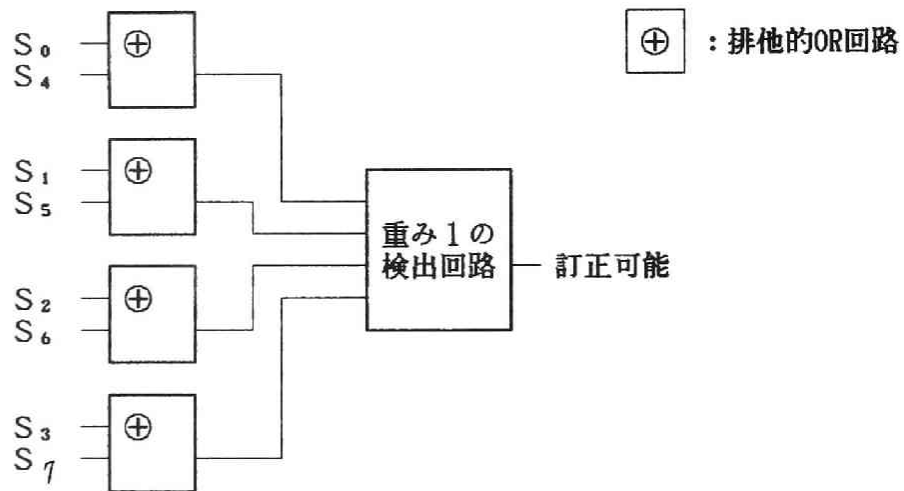 S₀
S₄
⊕
⊕ : 排他的OR回路
S₁
S₅
⊕
重み1の
検出回路
訂正可能
S₂
S₆
⊕
S₃
S₇
⊕